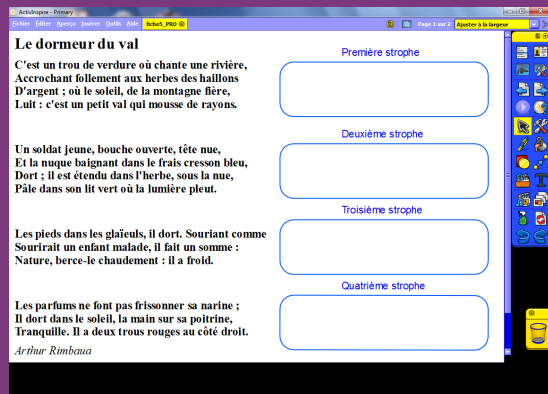 ActivInspire - Primary
Fichier Éditer Aperçu Insérer Outils Aide fiche5_PRO Page 1 sur 2 Ajuster à la largeur
Le dormeur du val
C'est un trou de verdure où chante une rivière,
Accrochant follement aux herbes des haillons
D'argent ; où le soleil, de la montagne fière,
Luit : c'est un petit val qui mousse de rayons.
Première strophe
Un soldat jeune, bouche ouverte, tête nue,
Et la nuque baignant dans le frais cresson bleu,
Dort ; il est étendu dans l'herbe, sous la nue,
Pâle dans son lit vert où la lumière pleut.
Deuxième strophe
Les pieds dans les glaïeuls, il dort. Souriant comme
Sourirait un enfant malade, il fait un somme :
Nature, berce-le chaudement : il a froid.
Troisième strophe
Les parfums ne font pas frissonner sa narine ;
Il dort dans le soleil, la main sur sa poitrine,
Tranquille. Il a deux trous rouges au côté droit.
Quatrième strophe
Arthur Rimbaud